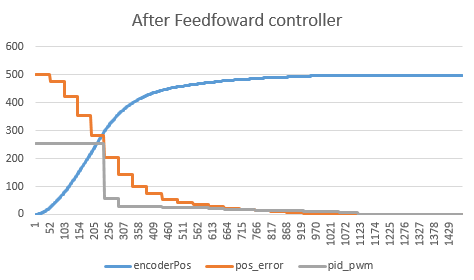 After Feedfoward controller
600
500
400
300
200
100
0
1 52 103 154 205 256 307 358 409 460 511 562 613 664 715 766 817 868 919 970 1021 1072 1123 1174 1225 1276 1327 1378 1429
encoderPos pos_error pid_pwm